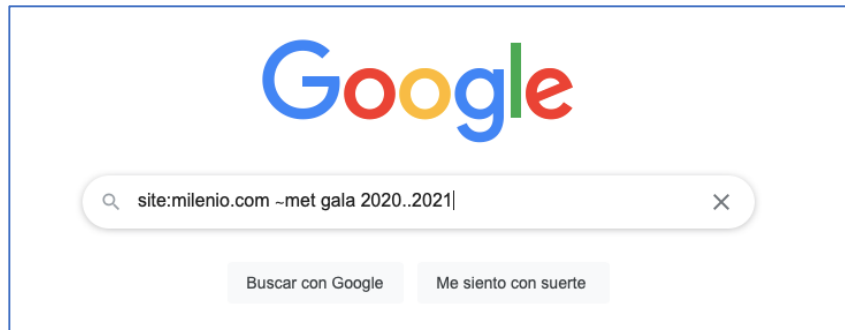 Google
site:milenio.com ~met gala 2020..2021
Buscar con Google Me siento con suerte